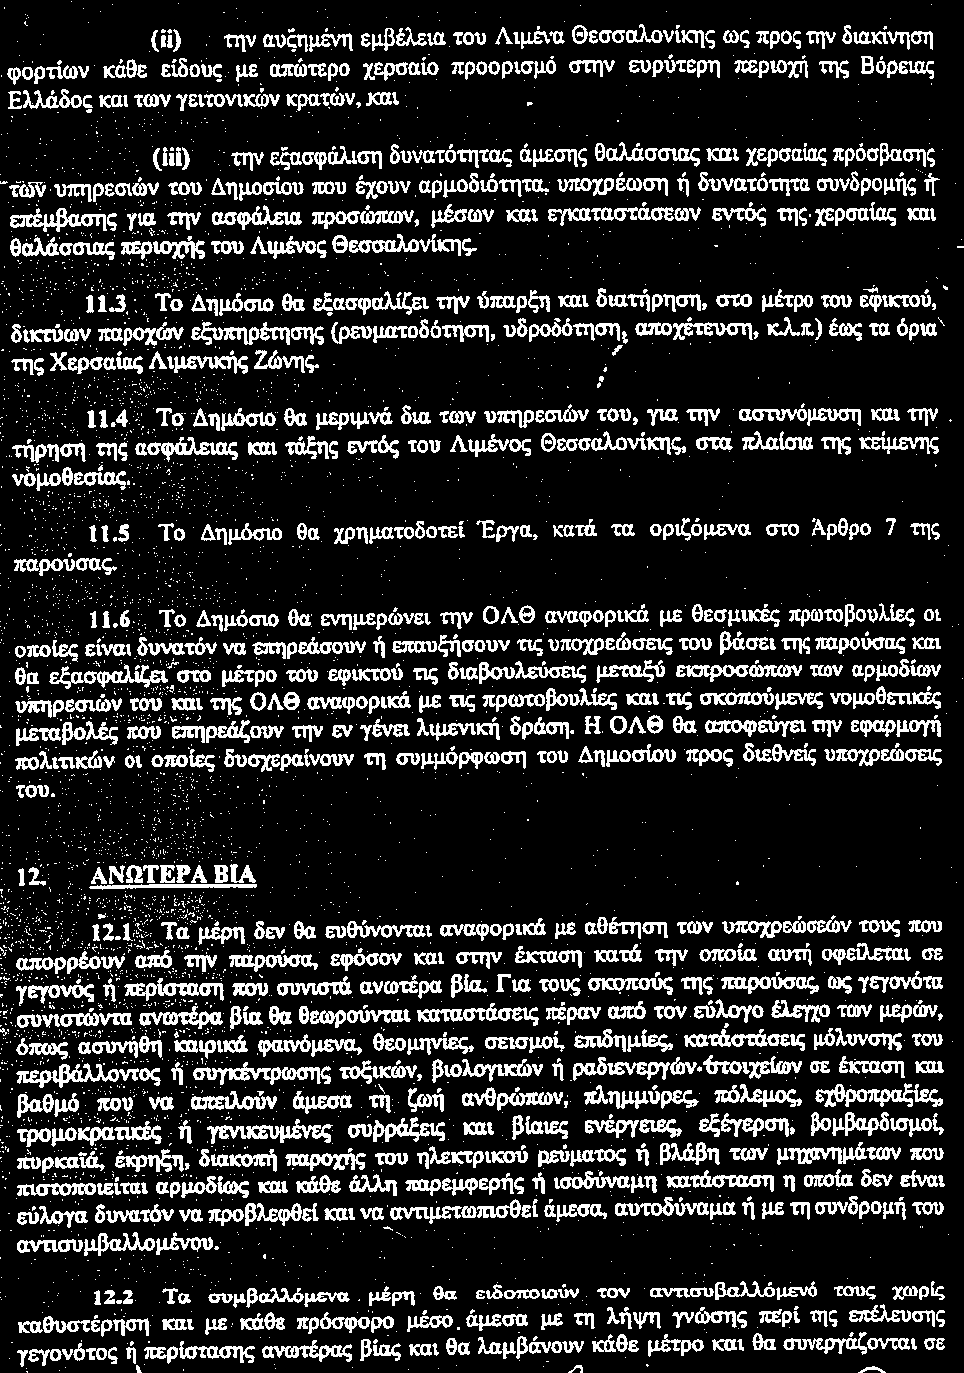 (ii) την αυξημένη εμβέλεια του Λιμένα Θεσσαλονίκης ως προς την διακίνηση
φορτίων κάθε είδους με απώτερο χερσαίο προορισμό στην ευρύτερη περιοχή της Βόρειας
Ελλάδος και των γειτονικών κρατών, και
(iii) την εξασφάλιση δυνατότητας άμεσης θαλάσσιας και χερσαίας πρόσβασης
των υπηρεσιών του Δημοσίου που έχουν αρμοδιότητα, υποχρέωση ή δυνατότητα συνδρομής ή
επέμβασης για την ασφάλεια προσώπων, μέσων και εγκαταστάσεων εντός της χερσαίας και
θαλάσσιας περιοχής του Λιμένος Θεσσαλονίκης.
11.3 Το Δημόσιο θα εξασφαλίζει την ύπαρξη και διατήρηση, στο μέτρο του εφικτού,
δικτύων παροχών εξυπηρέτησης (ρευματοδότηση, υδροδότηση, αποχέτευση, κ.λ.π.) έως τα όρια
της Χερσαίας Λιμενικής Ζώνης.
11.4 Το Δημόσιο θα μεριμνά δια των υπηρεσιών του, για την αστυνόμευση και την
τήρηση της ασφάλειας και τάξης εντός του Λιμένος Θεσσαλονίκης, στα πλαίσια της κείμενης
νομοθεσίας.
11.5 Το Δημόσιο θα χρηματοδοτεί Έργα, κατά τα οριζόμενα στο Άρθρο 7 της
παρούσας.
11.6 Το Δημόσιο θα ενημερώνει την ΟΛΘ αναφορικά με θεσμικές πρωτοβουλίες οι
οποίες είναι δυνατόν να επηρεάσουν ή επαυξήσουν τις υποχρεώσεις του βάσει της παρούσας και
θα εξασφαλίζει στο μέτρο του εφικτού τις διαβουλεύσεις μεταξύ εκπροσώπων των αρμοδίων
υπηρεσιών του και της ΟΛΘ αναφορικά με τις πρωτοβουλίες και τις σκοπούμενες νομοθετικές
μεταβολές που επηρεάζουν την εν γένει λιμενική δράση. Η ΟΛΘ θα αποφεύγει την εφαρμογή
πολιτικών οι οποίες δυσχεραίνουν τη συμμόρφωση του Δημοσίου προς διεθνείς υποχρεώσεις
του.
12. ΑΝΩΤΕΡΑ ΒΙΑ
12.1 Τα μέρη δεν θα ευθύνονται αναφορικά με αθέτηση των υποχρεώσεών τους που
απορρέουν από την παρούσα, εφόσον και στην έκταση κατά την οποία αυτή οφείλεται σε
γεγονός ή περίσταση που συνιστά ανωτέρα βία. Για τους σκοπούς της παρούσας, ως γεγονότα
συνιστώντα ανωτέρα βία θα θεωρούνται καταστάσεις πέραν από τον εύλογο έλεγχο των μερών,
όπως ασυνήθη καιρικά φαινόμενα, θεομηνίες, σεισμοί, επιδημίες, κατάστάσεις μόλυνσης του
περιβάλλοντος ή συγκέντρωσης τοξικών, βιολογικών ή ραδιενεργών στοιχείων σε έκταση και
βαθμό που να απειλούν άμεσα τη ζωή ανθρώπων, πλημμύρες, πόλεμος, εχθροπραξίες,
τρομοκρατικές ή γενικευμένες συρράξεις και βίαιες ενέργειες, εξέγερση, βομβαρδισμοί,
πυρκαϊά, έκρηξη, διακοπή παροχής του ηλεκτρικού ρεύματος ή βλάβη των μηχανημάτων που
πιστοποιείται αρμοδίως και κάθε άλλη παρεμφερής ή ισοδύναμη κατάσταση η οποία δεν είναι
εύλογα δυνατόν να προβλεφθεί και να αντιμετωπισθεί άμεσα, αυτοδύναμα ή με τη συνδρομή του
αντισυμβαλλομένου.
12.2 Τα συμβαλλόμενα μέρη θα ειδοποιούν τον αντισυβαλλόμενό τους χωρίς
καθυστέρηση και με κάθε πρόσφορο μέσο άμεσα με τη λήψη γνώσης περί της επέλευσης
γεγονότος ή περίστασης ανωτέρας βίας και θα λαμβάνουν κάθε μέτρο και θα συνεργάζονται σε